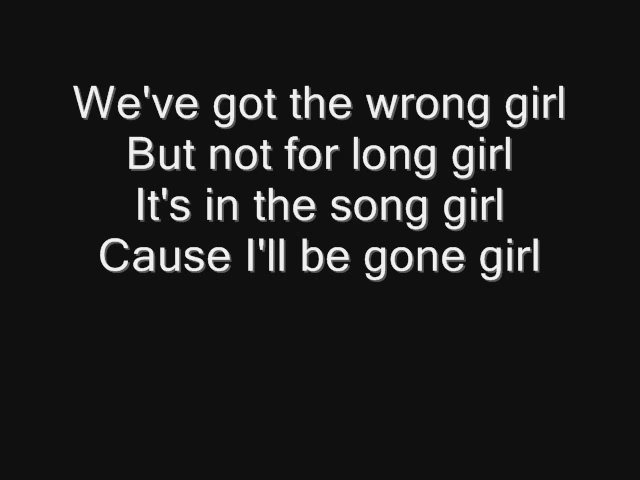 We've got the wrong girl
But not for long girl
It's in the song girl
Cause I'll be gone girl